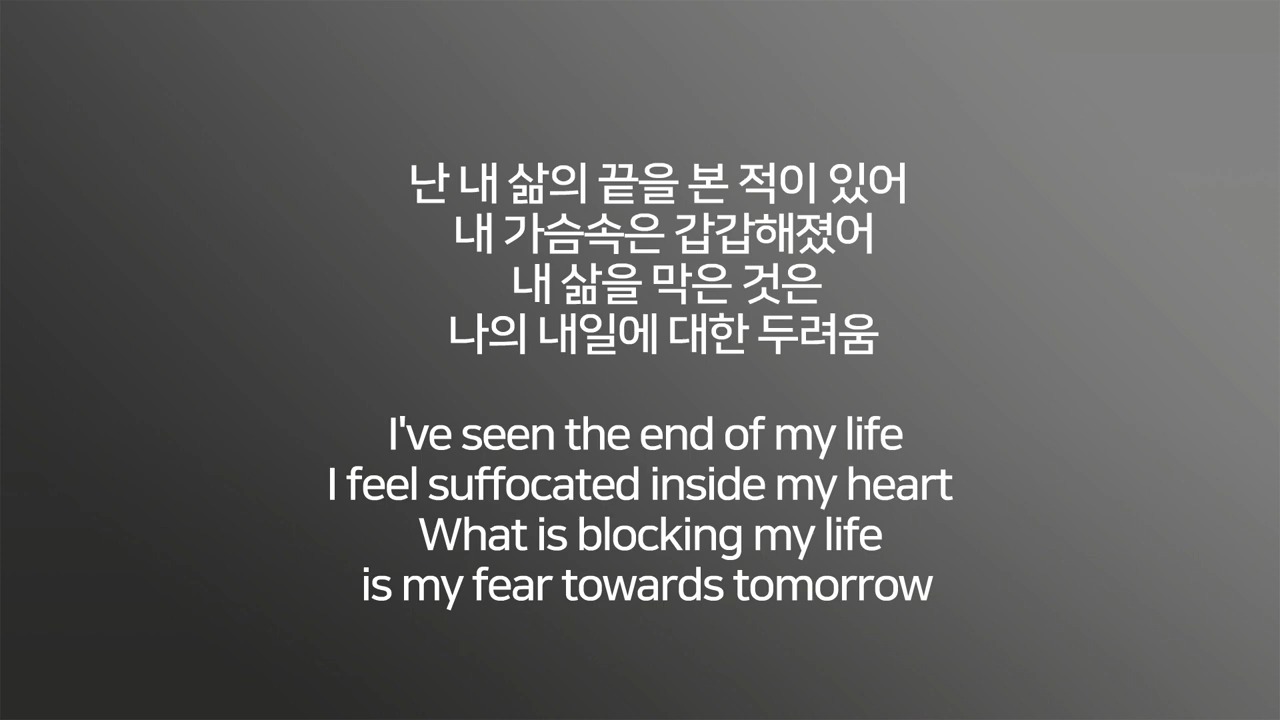 난 내 삶의 끝을 본 적이 있어
내 가슴속은 갑갑해졌어
내 삶을 막은 것은
나의 내일에 대한 두려움
I've seen the end of my life
I feel suffocated inside my heart
What is blocking my life
is my fear towards tomorrow